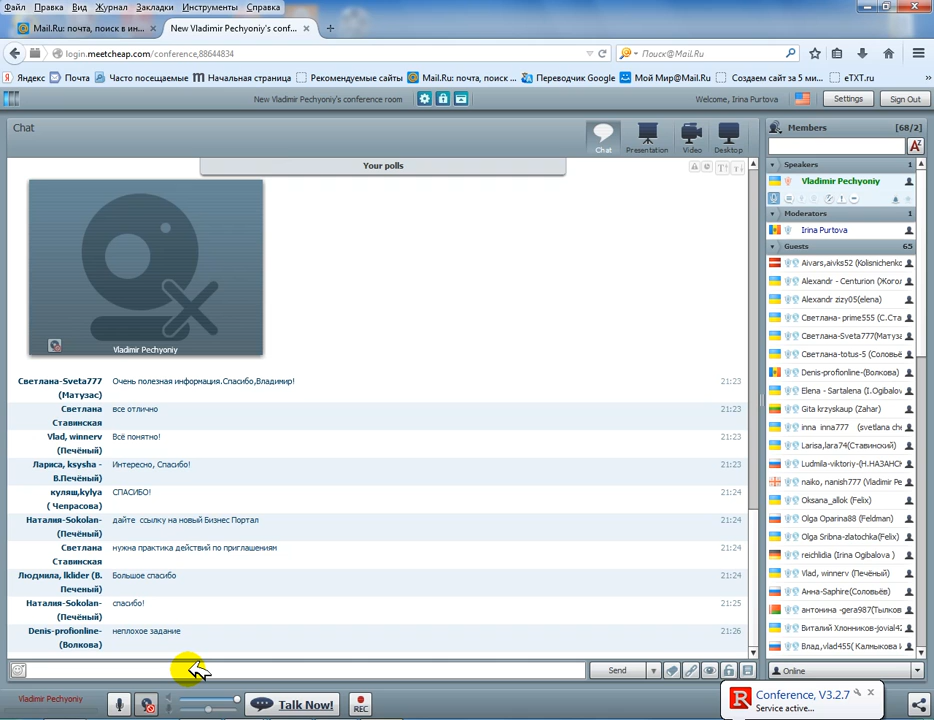 Файл Правка Вид Журнал Закладки Инструменты Справка
Mail.Ru: почта, поиск в ин...
New Vladimir Pechyoniy's conf...
login.meetcheap.com/conference,88644834
Поиск@Mail.Ru
Яндекс Почта Часто посещаемые Начальная страница Рекомендуемые сайты Mail.Ru: почта, поиск ... Переводчик Google Мой Мир@Mail.Ru Создаем сайт за 5 ми... eTXT.ru
New Vladimir Pechyoniy's conference room
Welcome, Irina Purtova
Settings
Sign Out
Chat
Chat Presentation Video Desktop
Your polls
Vladimir Pechyoniy
Светлана-Sveta777 Очень полезная информация.Спасибо,Владимир! 21:23
(Матузас)
Светлана все отлично 21:23
Ставинская
Vlad, winnerv Всё понятно! 21:23
(Печёный)
Лариса, ksysha - Интересно, Спасибо! 21:23
В.Печёный)
куляш,kylya СПАСИБО! 21:24
( Чепрасова)
Наталия-Sokolan- дайте ссылку на новый Бизнес Портал 21:24
(Печёный)
Светлана нужна практика действий по приглашениям 21:24
Ставинская
Людмила, lklider (В. Большое спасибо 21:24
Печеный)
Наталия-Sokolan- спасибо! 21:25
(Печёный)
Denis-profionline- неплохое задание 21:26
(Волкова)
Send
Members [68/2]
Speakers 1
Vladimir Pechyoniy
Moderators 1
Irina Purtova
Guests 65
Aivars,aivks52 (Kolisnichenko
Alexandr - Centurion (Жогол
Alexandr zizy05(elena)
Светлана- prime555 (С.Ста
Светлана-Sveta777(Матуза
Светлана-totus-5 (Соловьё
Denis-profionline-(Волкова)
Elena - Sartalena (I.Ogibalov
Gita krzyskaup (Zahar)
inna inna777 (svetlana che
Larisa,lara74(Ставинский)
Ludmila-viktoriy-(Н.НАЗАНС
naiko, nanish777 (Vladimir Pe
Oksana_allok (Felix)
Olga Oparina88 (Feldman)
Olga Sribna-zlatochka(Felix)
reichlidia (Irina Ogibalova )
Vlad, winnerv (Печёный)
Анна-Saphire(Соловьёв)
антонина -gera987(Тылков
Виталий Хлонников-jovial42
Влад,vlad455( Калмыкова И
Online
Vladimir Pechyoniy
Talk Now!
REC
Conference, V3.2.7
Service active...